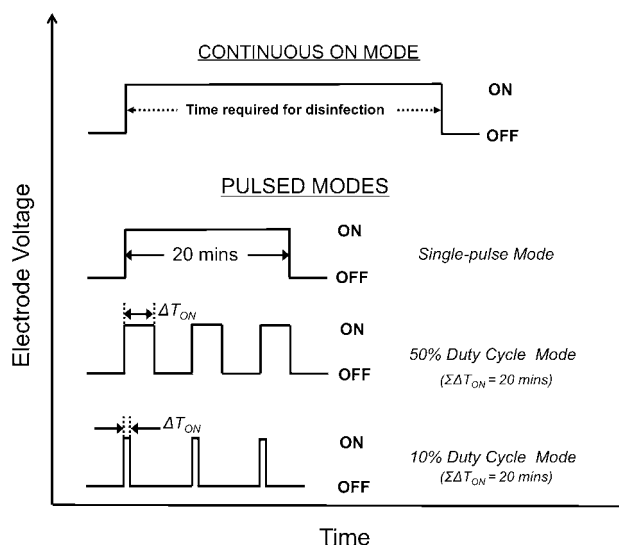 CONTINUOUS ON MODE
ON
Time required for disinfection
OFF
PULSED MODES
ON
20 mins
Single-pulse Mode
OFF
ΔT_ON
ON
50% Duty Cycle Mode
OFF
(ΣΔT_ON = 20 mins)
ΔT_ON
ON
10% Duty Cycle Mode
(ΣΔT_ON = 20 mins)
OFF
Electrode Voltage
Time